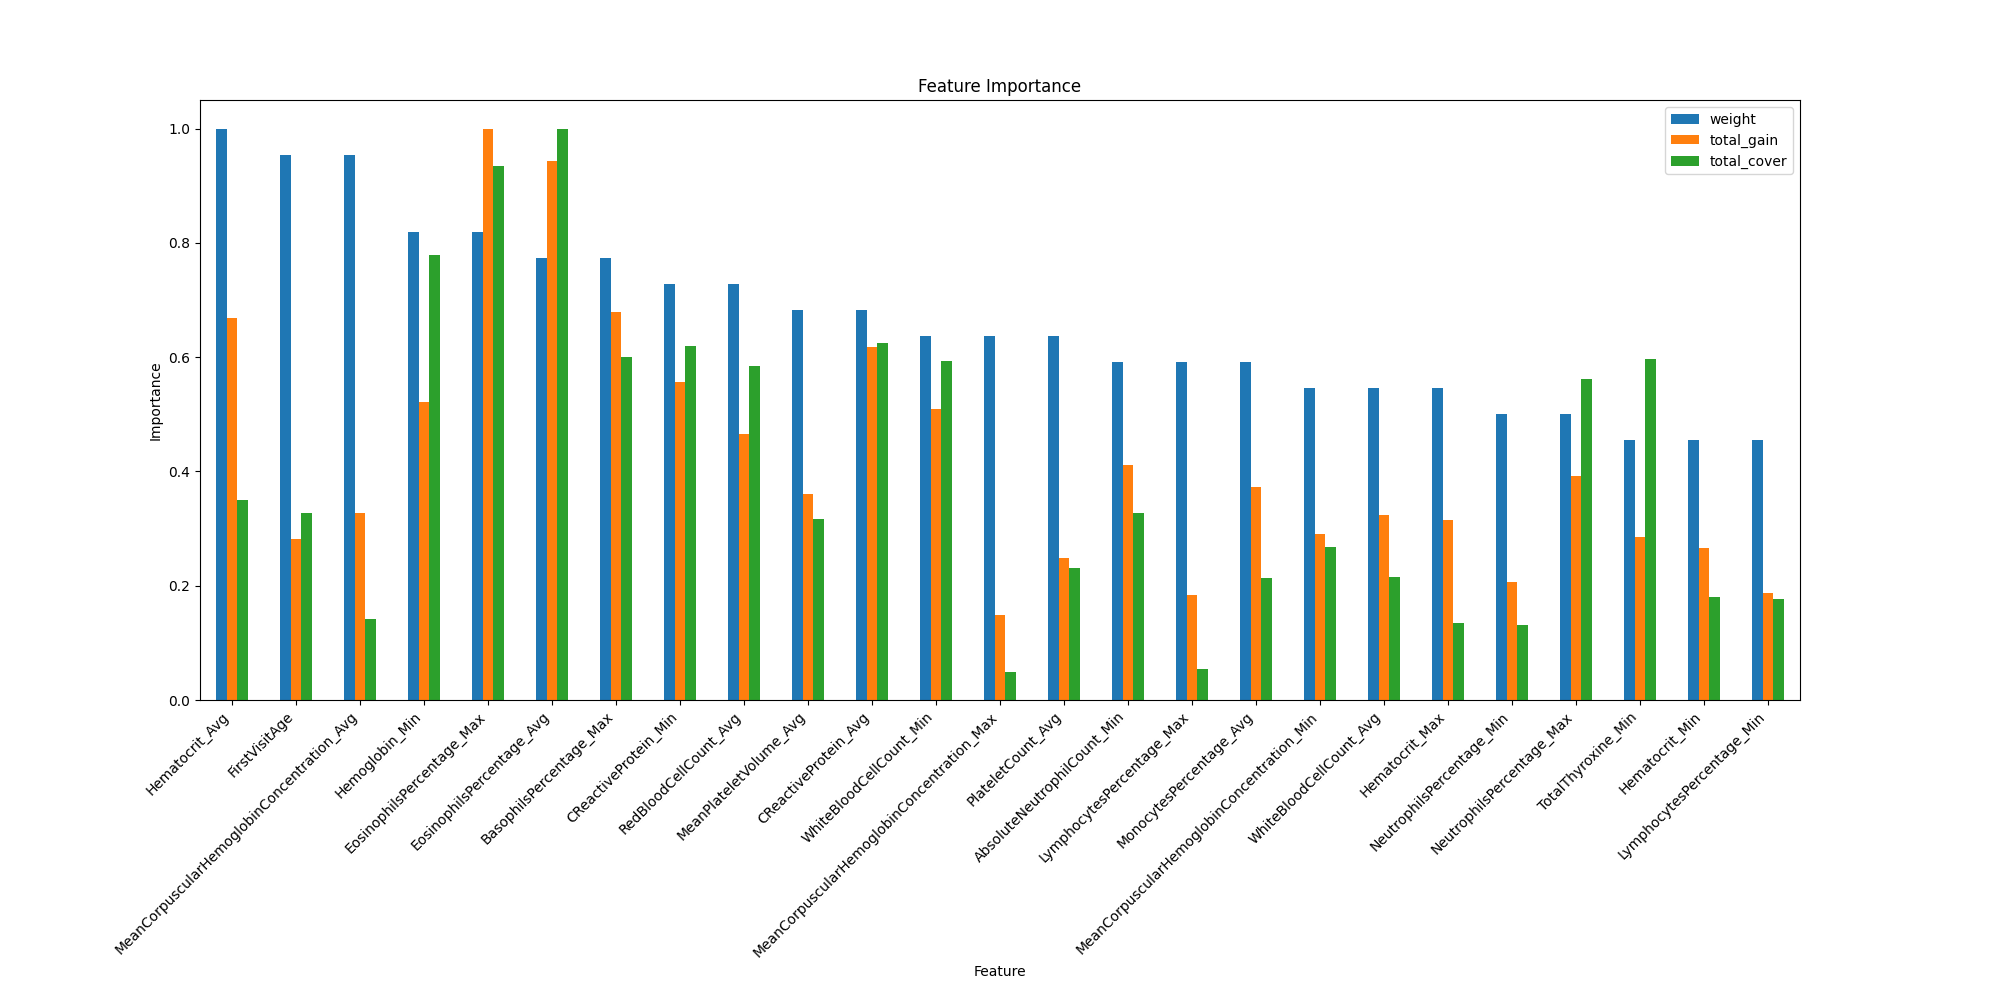 Feature Importance
weight
total_gain
total_cover
Importance
1.0
0.8
0.6
0.4
0.2
0.0
Hematocrit_Avg
FirstVisitAge
MeanCorpuscularHemoglobinConcentration_Avg
Hemoglobin_Min
EosinophilsPercentage_Max
EosinophilsPercentage_Avg
BasophilsPercentage_Max
CReactiveProtein_Min
RedBloodCellCount_Avg
MeanPlateletVolume_Avg
CReactiveProtein_Avg
WhiteBloodCellCount_Min
MeanCorpuscularHemoglobinConcentration_Max
PlateletCount_Avg
AbsoluteNeutrophilCount_Min
LymphocytesPercentage_Max
MonocytesPercentage_Avg
MeanCorpuscularHemoglobinConcentration_Min
WhiteBloodCellCount_Avg
Hematocrit_Max
NeutrophilsPercentage_Min
NeutrophilsPercentage_Max
TotalThyroxine_Min
Hematocrit_Min
LymphocytesPercentage_Min
Feature